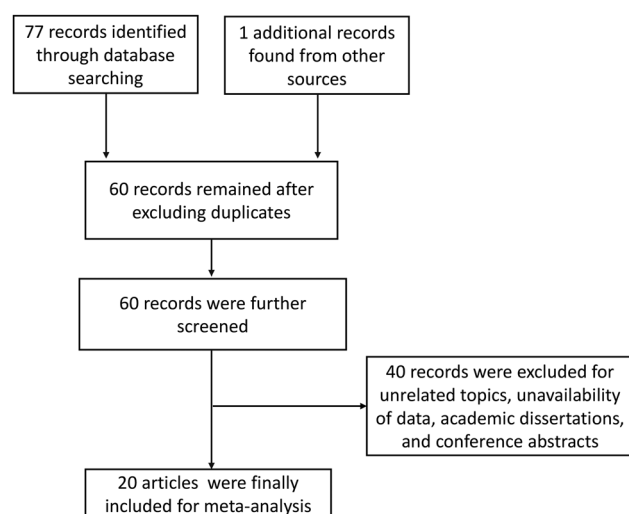 77 records identified
through database
searching
1 additional records
found from other
sources
60 records remained after
excluding duplicates
60 records were further
screened
40 records were excluded for
unrelated topics, unavailability
of data, academic dissertations,
and conference abstracts
20 articles were finally
included for meta-analysis